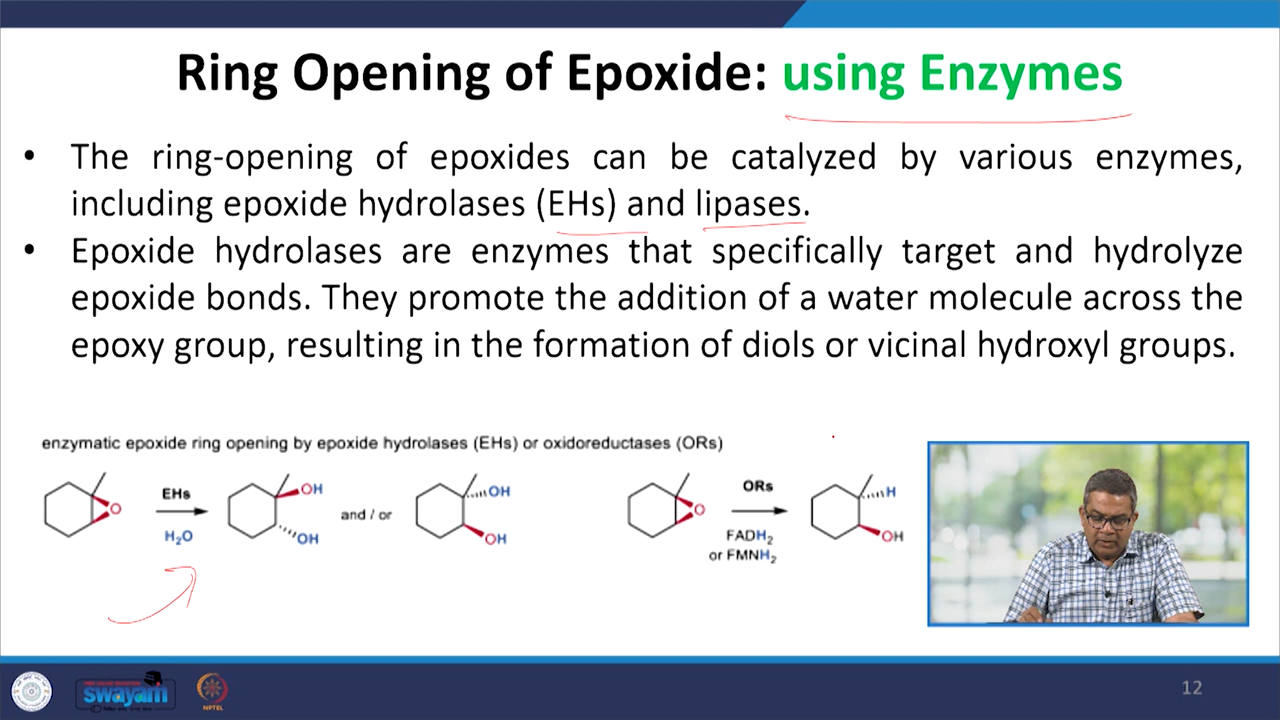 Ring Opening of Epoxide: using Enzymes
• The ring-opening of epoxides can be catalyzed by various enzymes,
including epoxide hydrolases (EHs) and lipases.
• Epoxide hydrolases are enzymes that specifically target and hydrolyze
epoxide bonds. They promote the addition of a water molecule across the
epoxy group, resulting in the formation of diols or vicinal hydroxyl groups.
enzymatic epoxide ring opening by epoxide hydrolases (EHs) or oxidoreductases (ORs)
O
EHs
H₂O
OH
OH
and / or
OH
OH
O
ORs
FADH₂
or FMNH₂
H
OH
swayam
NPTEL
12